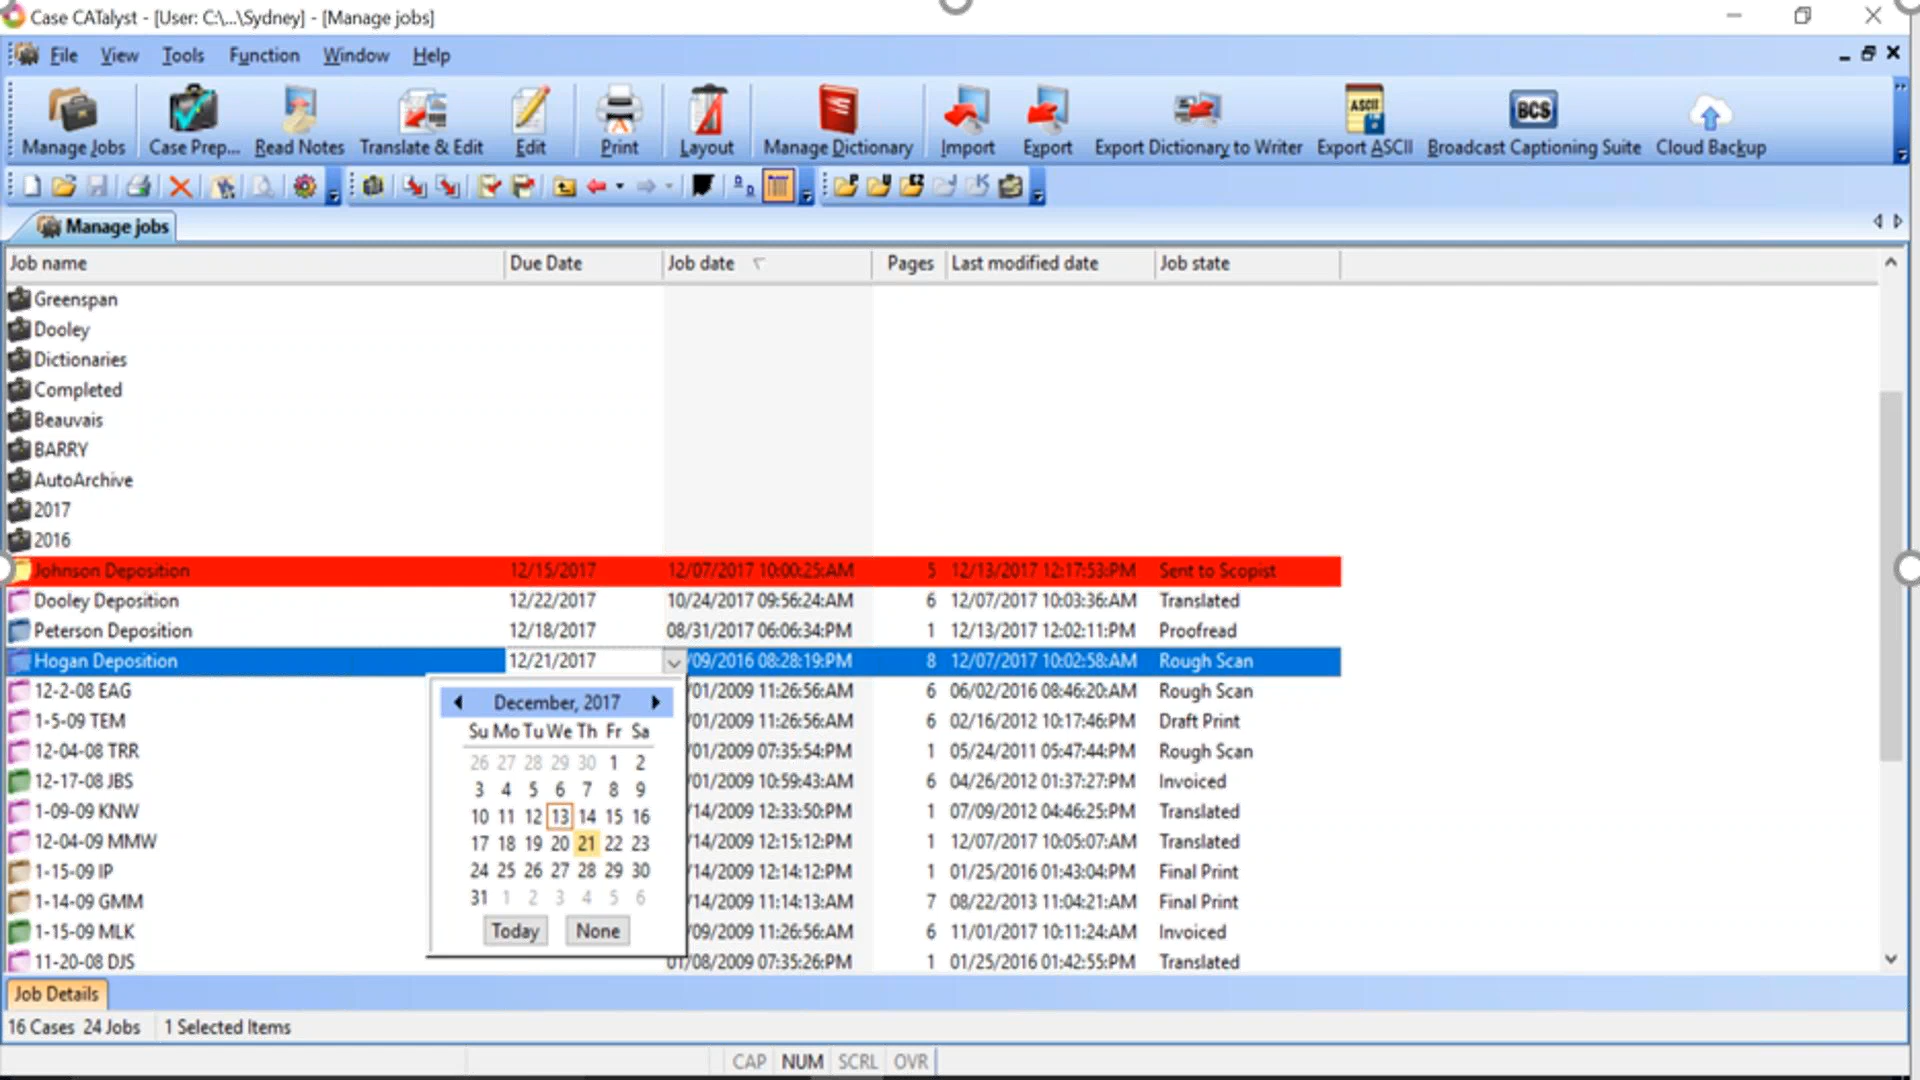 Case CATalyst - [User: C:\...\Sydney] - [Manage jobs]
File View Tools Function Window Help
Manage Jobs Case Prep... Read Notes Translate & Edit Edit Print Layout Manage Dictionary Import Export Export Dictionary to Writer Export ASCII Broadcast Captioning Suite Cloud Backup
ASCII
BCS
Manage jobs
Job name Due Date Job date Pages Last modified date Job state
Greenspan
Dooley
Dictionaries
Completed
Beauvais
BARRY
AutoArchive
2017
2016
Johnson Deposition 12/15/2017 12/07/2017 10:00:25:AM 5 12/13/2017 12:17:53:PM Sent to Scopist
Dooley Deposition 12/22/2017 10/24/2017 09:56:24:AM 6 12/07/2017 10:03:36:AM Translated
Peterson Deposition 12/18/2017 08/31/2017 06:06:34:PM 1 12/13/2017 12:02:11:PM Proofread
Hogan Deposition 12/21/2017 /09/2016 08:28:19:PM 8 12/07/2017 10:02:58:AM Rough Scan
12-2-08 EAG /01/2009 11:26:56:AM 6 06/02/2016 08:46:20:AM Rough Scan
1-5-09 TEM /01/2009 11:26:56:AM 6 02/16/2012 10:17:46:PM Draft Print
12-04-08 TRR /01/2009 07:35:54:PM 1 05/24/2011 05:47:44:PM Rough Scan
12-17-08 JBS /01/2009 10:59:43:AM 6 04/26/2012 01:37:27:PM Invoiced
1-09-09 KNW /14/2009 12:33:50:PM 1 07/09/2012 04:46:25:PM Translated
12-04-09 MMW /14/2009 12:15:12:PM 1 12/07/2017 10:05:07:AM Translated
1-15-09 IP /14/2009 12:14:12:PM 1 01/25/2016 01:43:04:PM Final Print
1-14-09 GMM /14/2009 11:14:13:AM 7 08/22/2013 11:04:21:AM Final Print
1-15-09 MLK /09/2009 11:26:56:AM 6 11/01/2017 10:11:24:AM Invoiced
11-20-08 DJS 01/08/2009 07:35:26:PM 1 01/25/2016 01:42:55:PM Translated
December, 2017
Su Mo Tu We Th Fr Sa
26 27 28 29 30 1 2
3 4 5 6 7 8 9
10 11 12 13 14 15 16
17 18 19 20 21 22 23
24 25 26 27 28 29 30
31 1 2 3 4 5 6
Today None
Job Details
16 Cases 24 Jobs 1 Selected Items
CAP NUM SCRL OVR